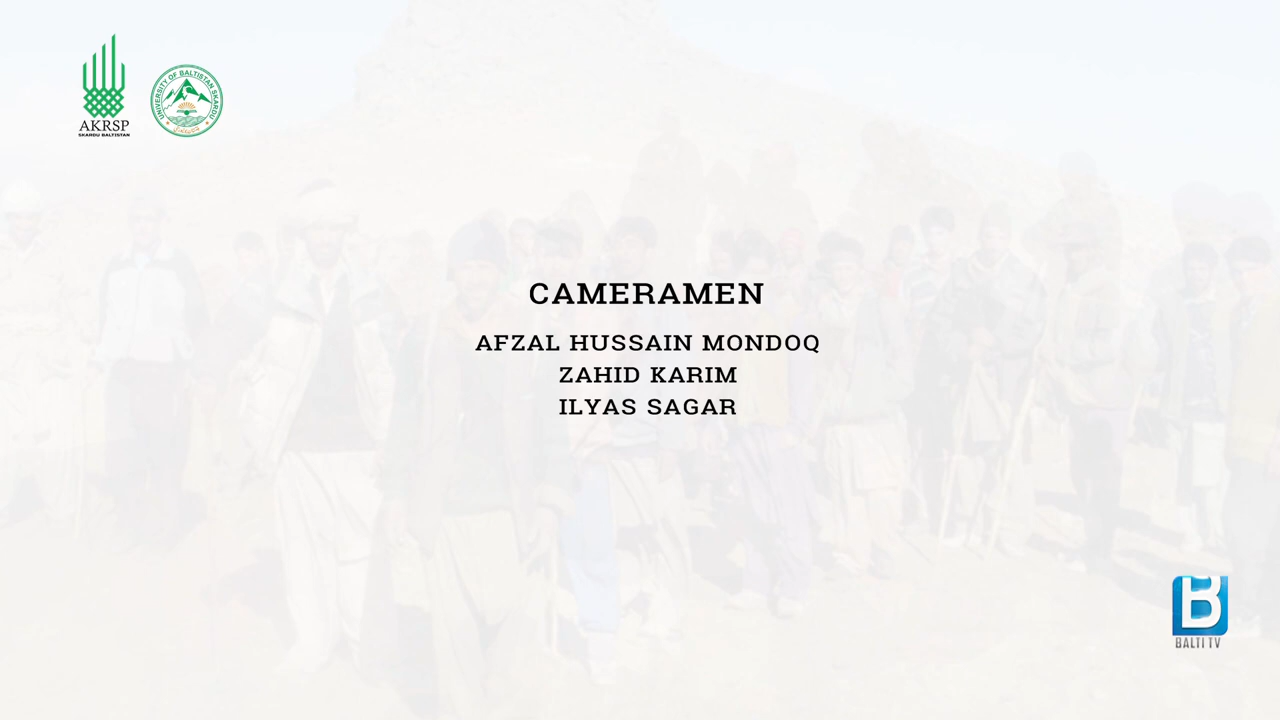 AKRSP
SKARDU BALTISTAN
UNIVERSITY OF BALTISTAN SKARDU
CAMERAMEN
AFZAL HUSSAIN MONDOQ
ZAHID KARIM
ILYAS SAGAR
B
BALTI TV